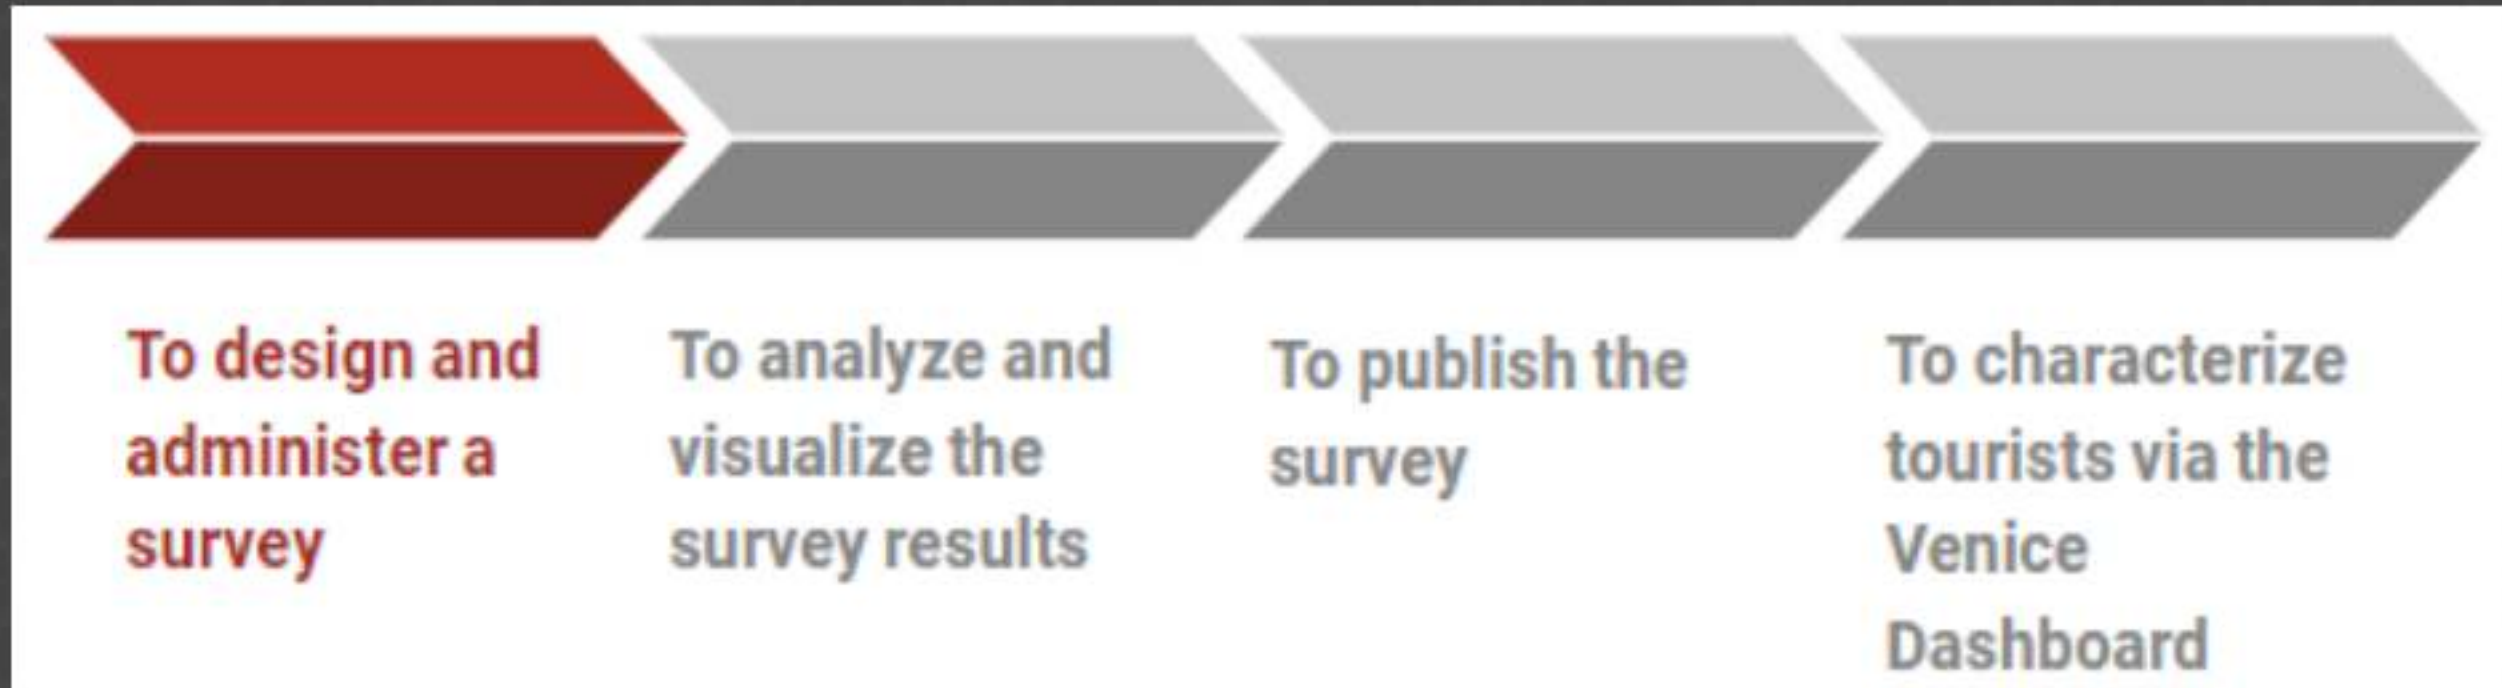 To design and
administer a
survey
To analyze and
visualize the
survey results
To publish the
survey
To characterize
tourists via the
Venice
Dashboard